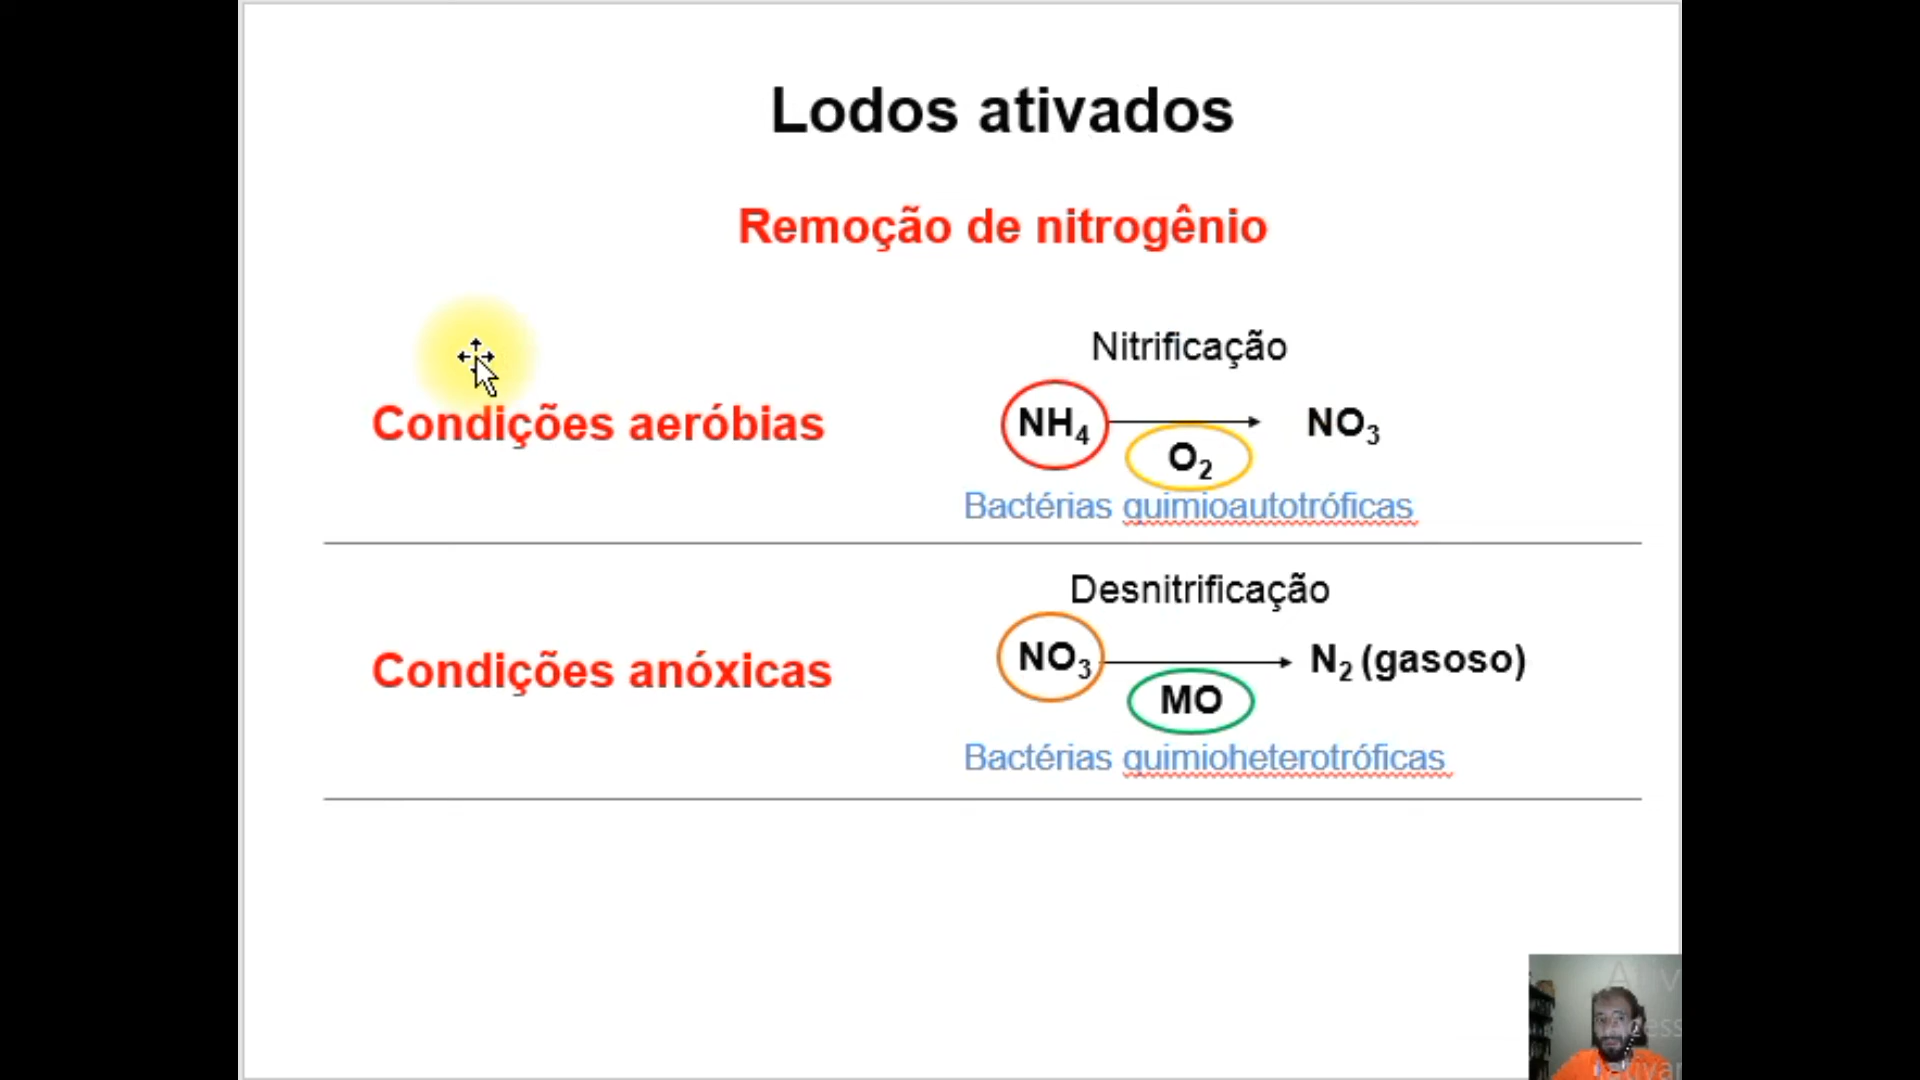 Lodos ativados
Remoção de nitrogênio
Nitrificação
Condições aeróbias
NH₄
NO₃
O₂
Bactérias quimioautotróficas
Desnitrificação
Condições anóxicas
NO₃
N₂ (gasoso)
MO
Bactérias quimioheterotróficas